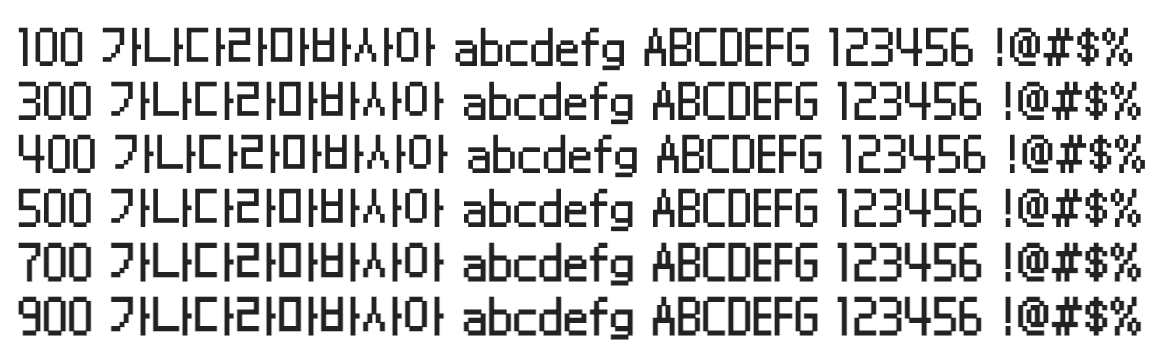 100 가나다라마바사아 abcdefg ABCDEFG 123456 !@#$%
300 가나다라마바사아 abcdefg ABCDEFG 123456 !@#$%
400 가나다라마바사아 abcdefg ABCDEFG 123456 !@#$%
500 가나다라마바사아 abcdefg ABCDEFG 123456 !@#$%
700 가나다라마바사아 abcdefg ABCDEFG 123456 !@#$%
900 가나다라마바사아 abcdefg ABCDEFG 123456 !@#$%